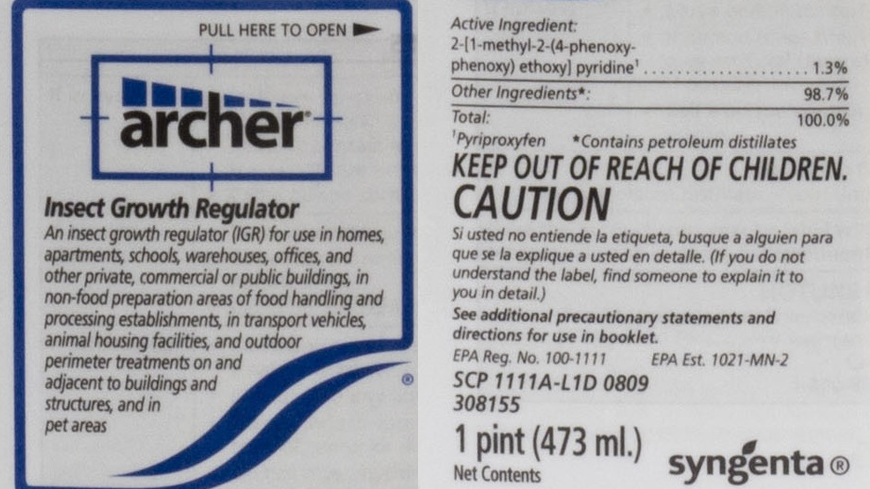 PULL HERE TO OPEN
archer®
Insect Growth Regulator
An insect growth regulator (IGR) for use in homes,
apartments, schools, warehouses, offices, and
other private, commercial or public buildings, in
non-food preparation areas of food handling and
processing establishments, in transport vehicles,
animal housing facilities, and outdoor
perimeter treatments on and
adjacent to buildings and
structures, and in
pet areas
®
Active Ingredient:
2-[1-methyl-2-(4-phenoxy-
phenoxy) ethoxy] pyridine¹ . . . . . . . . . . . . . . . . . . . . . 1.3%
Other Ingredients*: 98.7%
Total: 100.0%
¹Pyriproxyfen *Contains petroleum distillates
KEEP OUT OF REACH OF CHILDREN.
CAUTION
Si usted no entiende la etiqueta, busque a alguien para
que se la explique a usted en detalle. (If you do not
understand the label, find someone to explain it to
you in detail.)
See additional precautionary statements and
directions for use in booklet.
EPA Reg. No. 100-1111 EPA Est. 1021-MN-2
SCP 1111A-L1D 0809
308155
1 pint (473 ml.)
Net Contents
syngenta®